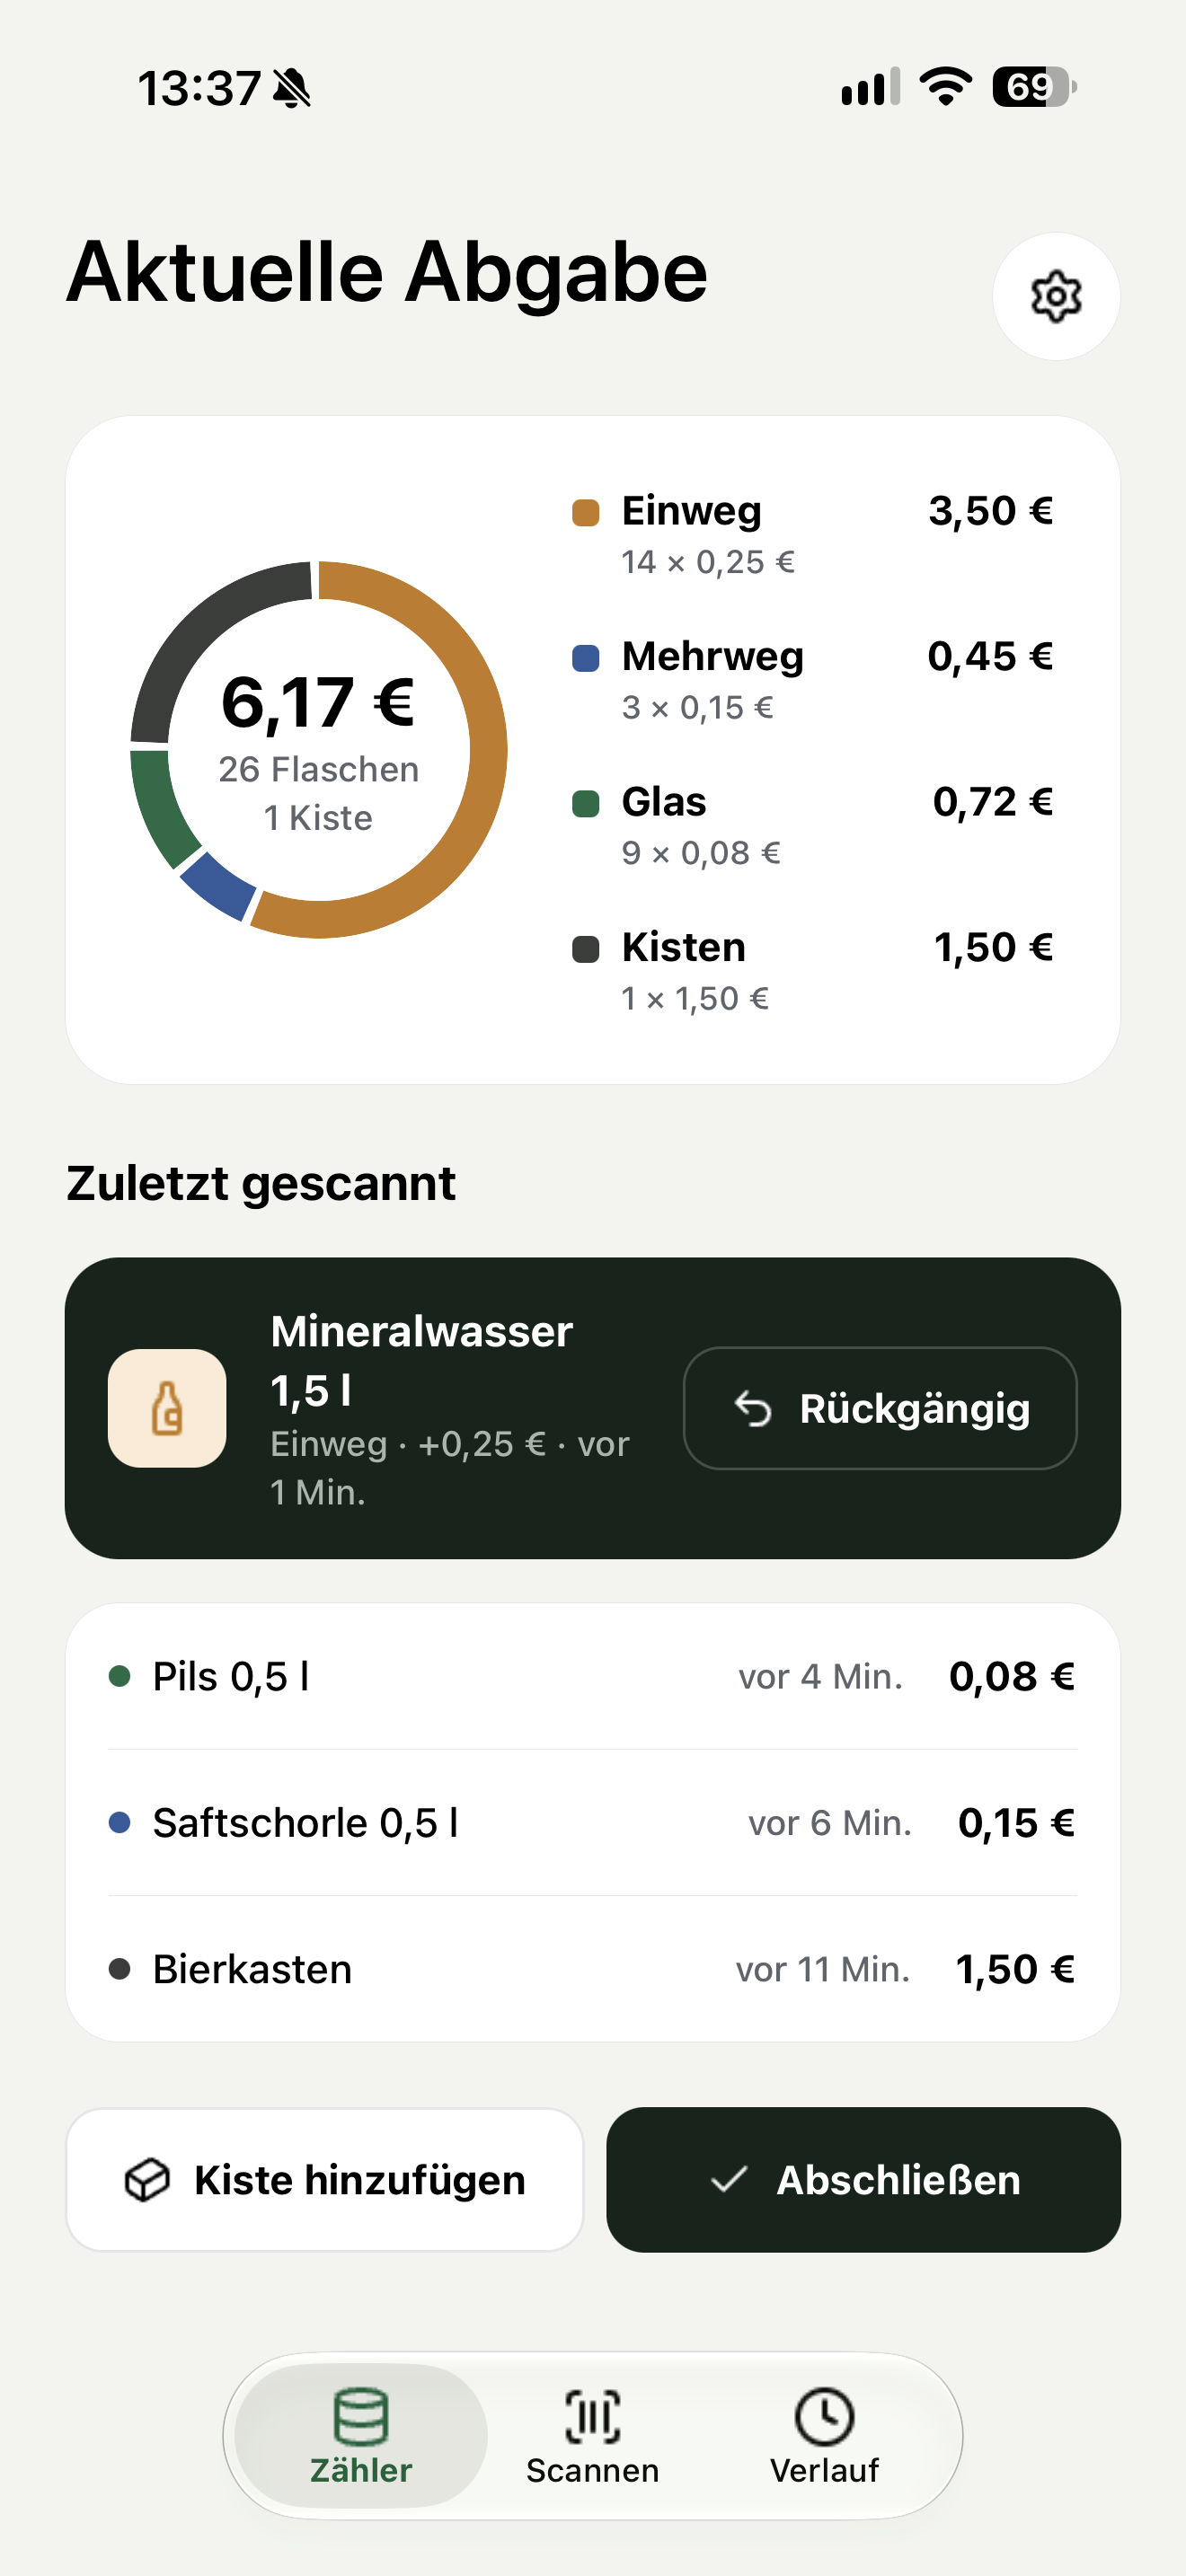 13:37
69
Aktuelle Abgabe
6,17 €
26 Flaschen
1 Kiste
Einweg 3,50 €
14 × 0,25 €
Mehrweg 0,45 €
3 × 0,15 €
Glas 0,72 €
9 × 0,08 €
Kisten 1,50 €
1 × 1,50 €
Zuletzt gescannt
Mineralwasser
1,5 l
Einweg · +0,25 € · vor
1 Min.
Rückgängig
Pils 0,5 l vor 4 Min. 0,08 €
Saftschorle 0,5 l vor 6 Min. 0,15 €
Bierkasten vor 11 Min. 1,50 €
Kiste hinzufügen
Abschließen
Zähler
Scannen
Verlauf